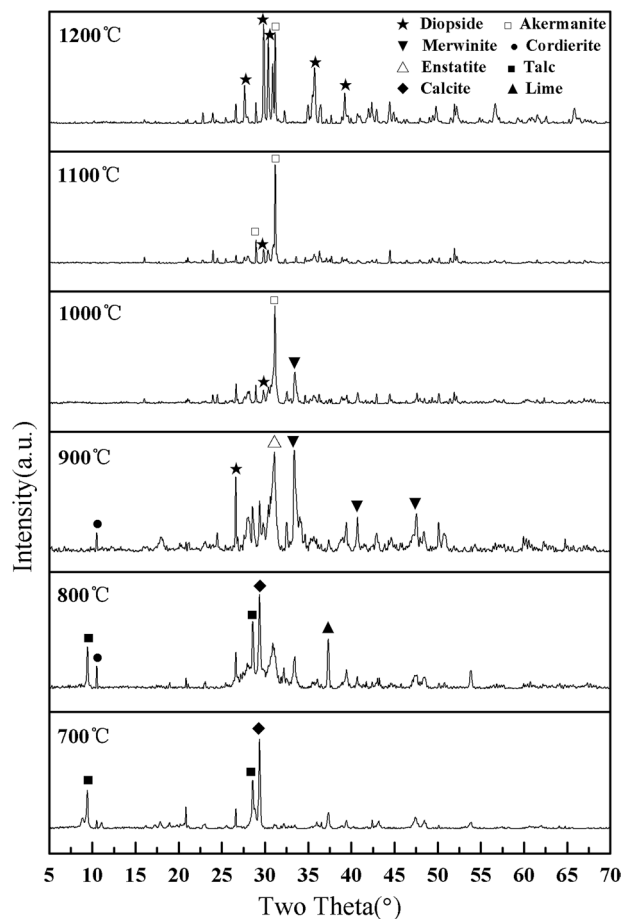 1200℃
★ Diopside □ Akermanite
▼ Merwinite ● Cordierite
△ Enstatite ■ Talc
◆ Calcite ▲ Lime
1100℃
1000℃
900℃
800℃
700℃
Intensity(a.u.)
5 10 15 20 25 30 35 40 45 50 55 60 65 70
Two Theta(°)